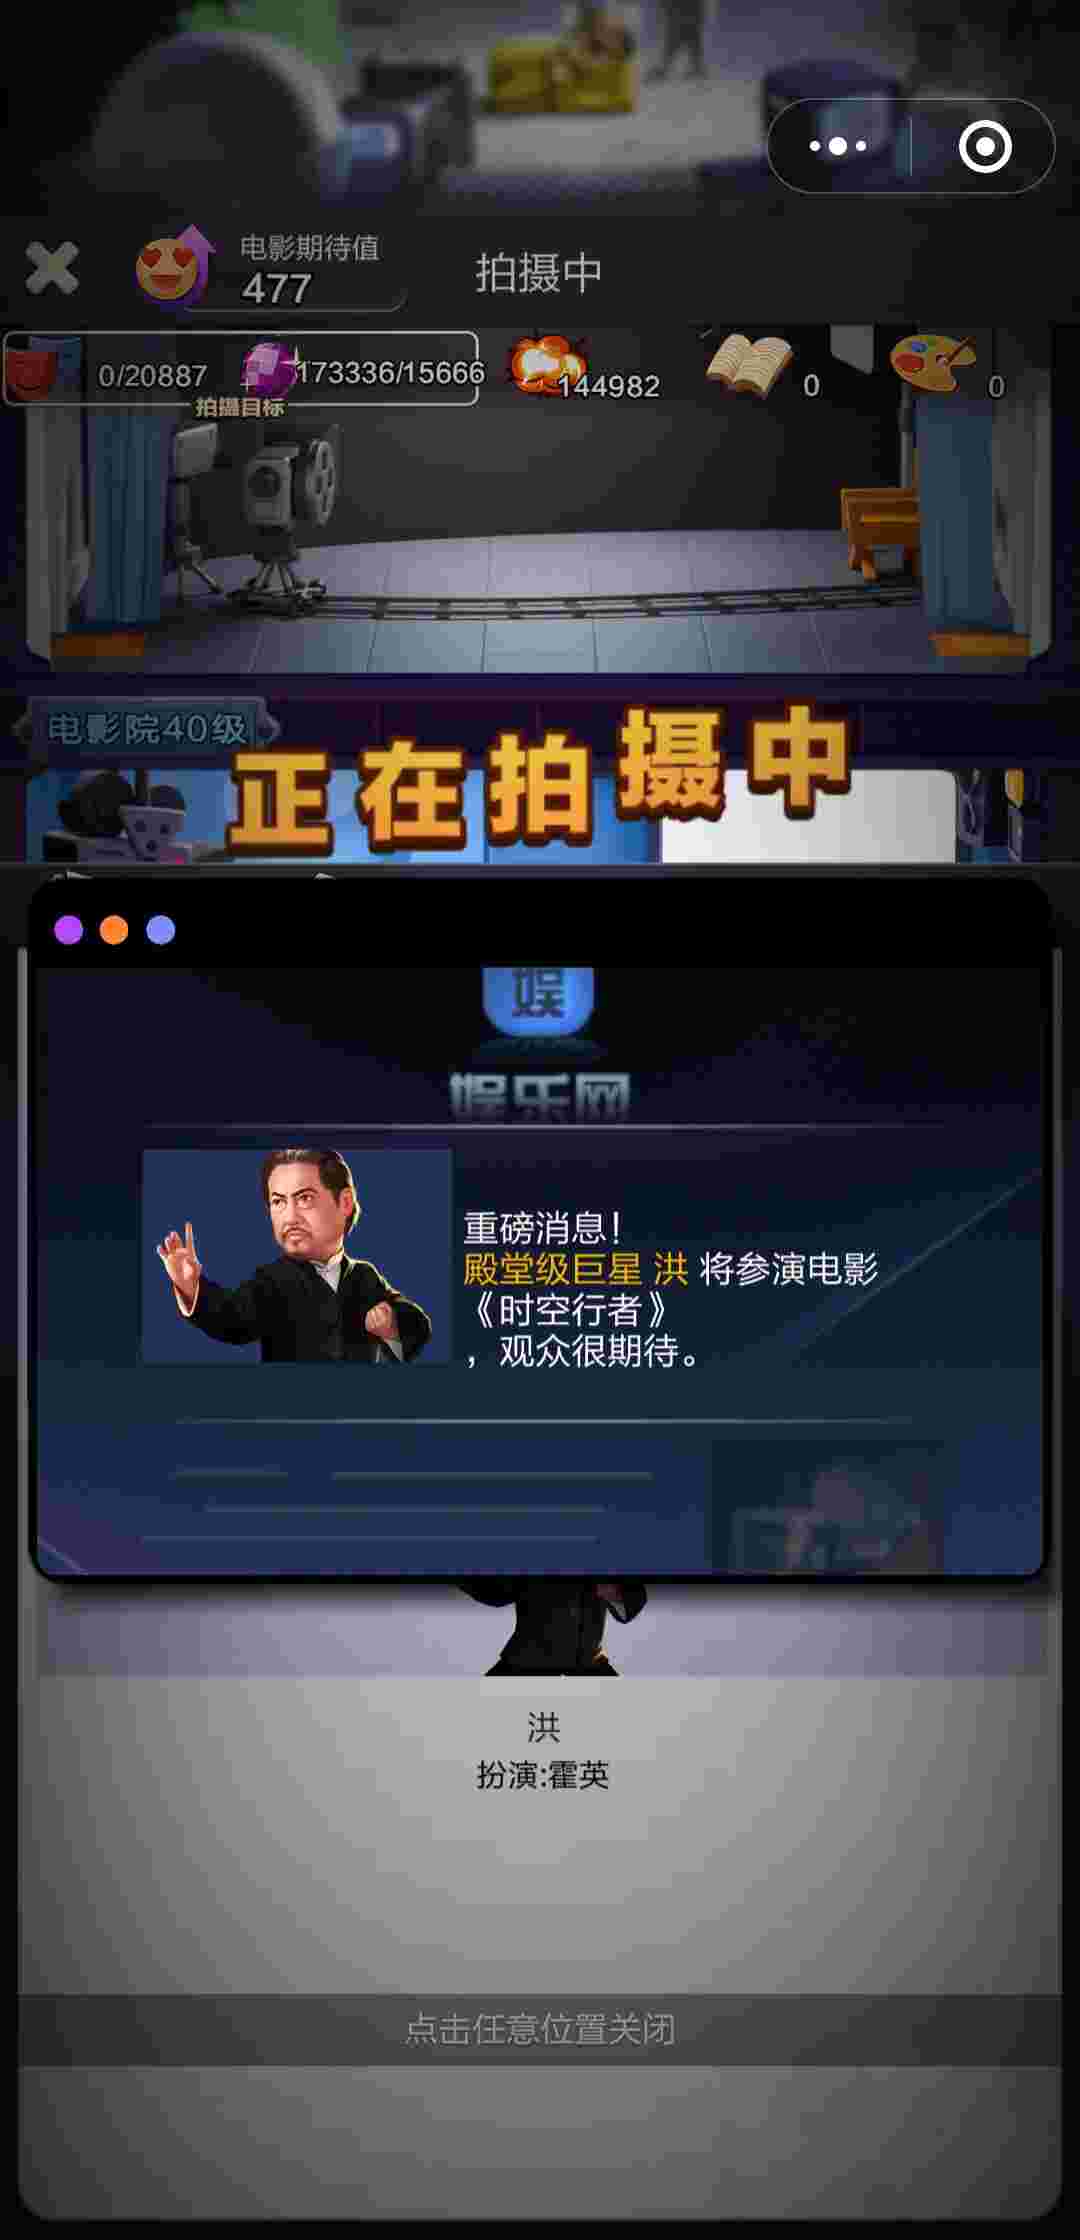 电影期待值
477
拍摄中
0/20887
173336/15666
144982
0
0
拍摄目标
电影院40级
正在拍摄中
娱
娱乐网
重磅消息！
殿堂级巨星 洪 将参演电影
《时空行者》
，观众很期待。
洪
扮演:霍英
点击任意位置关闭